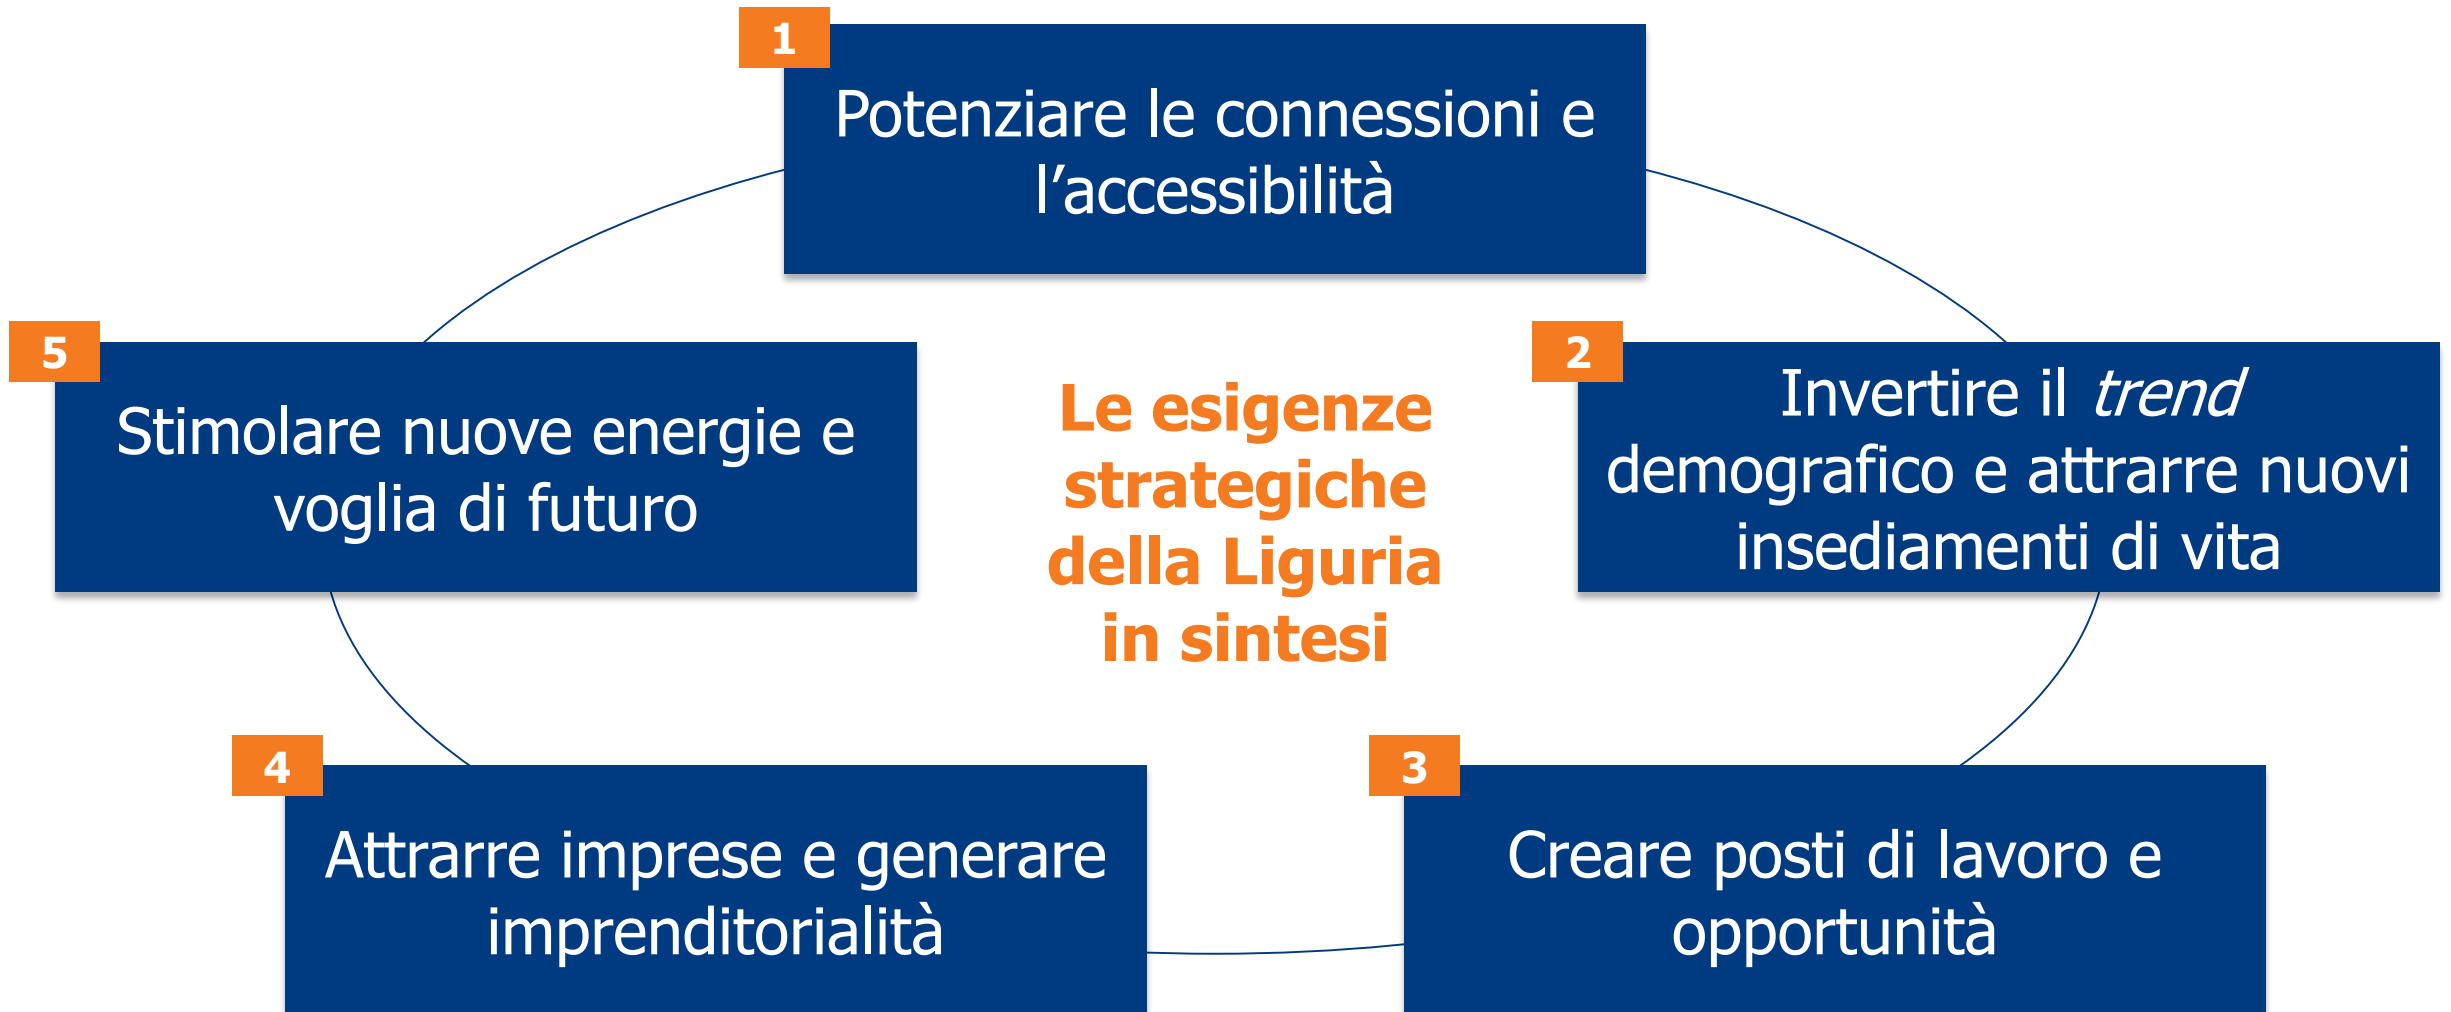 1
Potenziare le connessioni e
l’accessibilità
5
Stimolare nuove energie e
voglia di futuro
Le esigenze
strategiche
della Liguria
in sintesi
2
Invertire il trend
demografico e attrarre nuovi
insediamenti di vita
4
Attrarre imprese e generare
imprenditorialità
3
Creare posti di lavoro e
opportunità